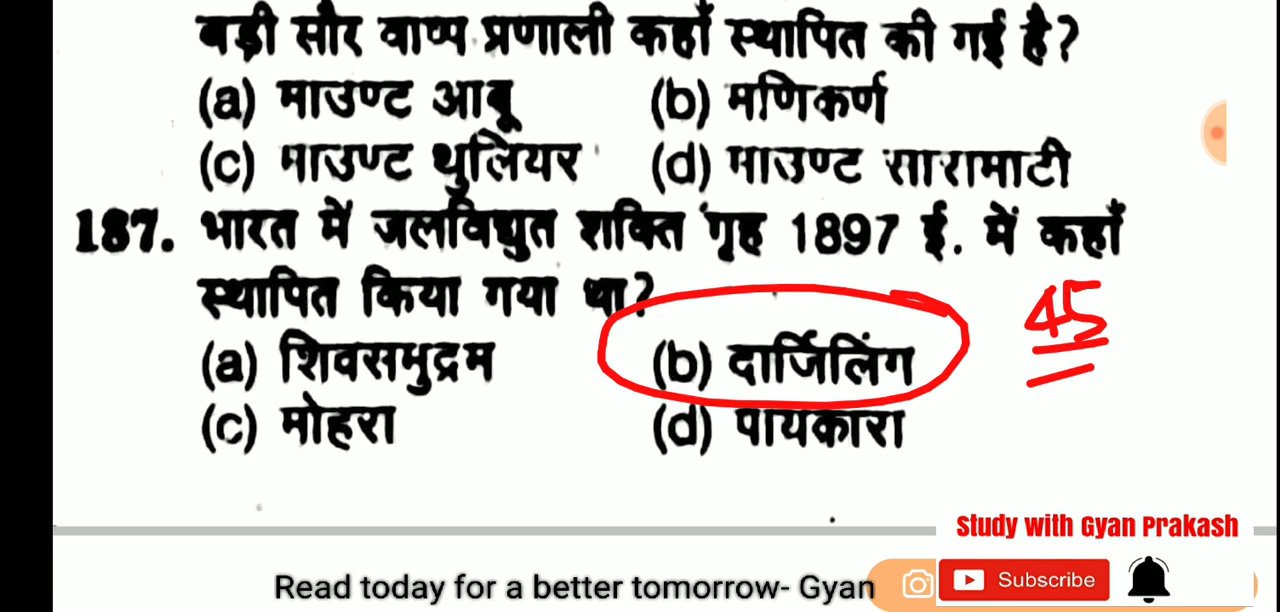 बड़ी सौर वाष्प प्रणाली कहाँ स्थापित की गई है?
(a) माउण्ट आबू (b) मणिकर्ण
(c) माउण्ट थुलियर (d) माउण्ट सारामाटी
187. भारत में जलविद्युत शक्ति गृह 1897 ई. में कहाँ
स्थापित किया गया था?
45
(a) शिवसमुद्रम (b) दार्जिलिंग
(c) मोहरा (d) पायकारा
Study with Gyan Prakash
Read today for a better tomorrow- Gyan
Subscribe